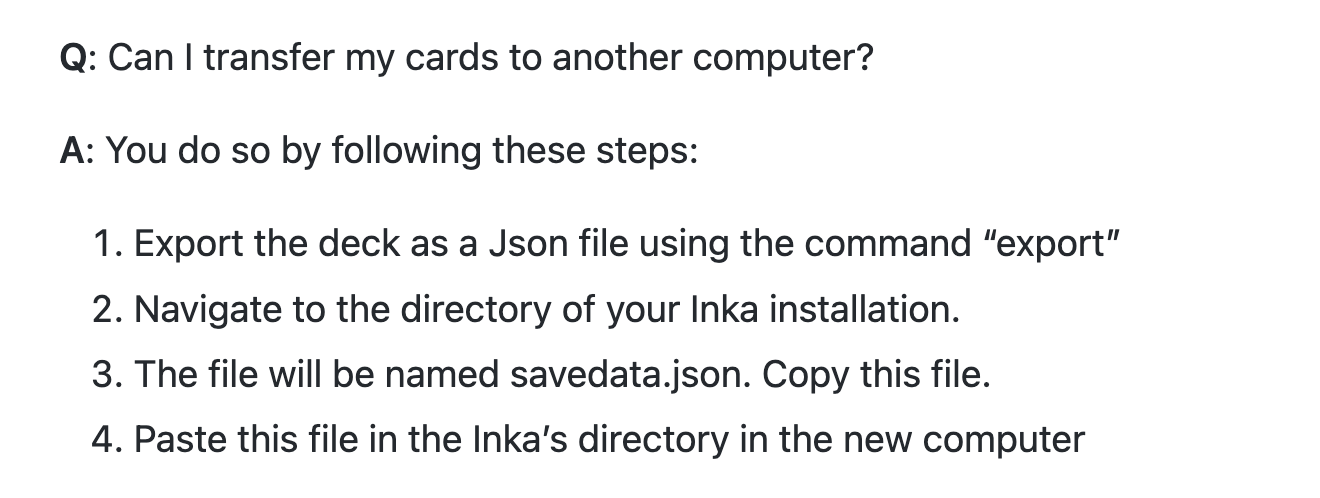 Q: Can I transfer my cards to another computer?
A: You do so by following these steps:
1. Export the deck as a Json file using the command “export”
2. Navigate to the directory of your Inka installation.
3. The file will be named savedata.json. Copy this file.
4. Paste this file in the Inka’s directory in the new computer